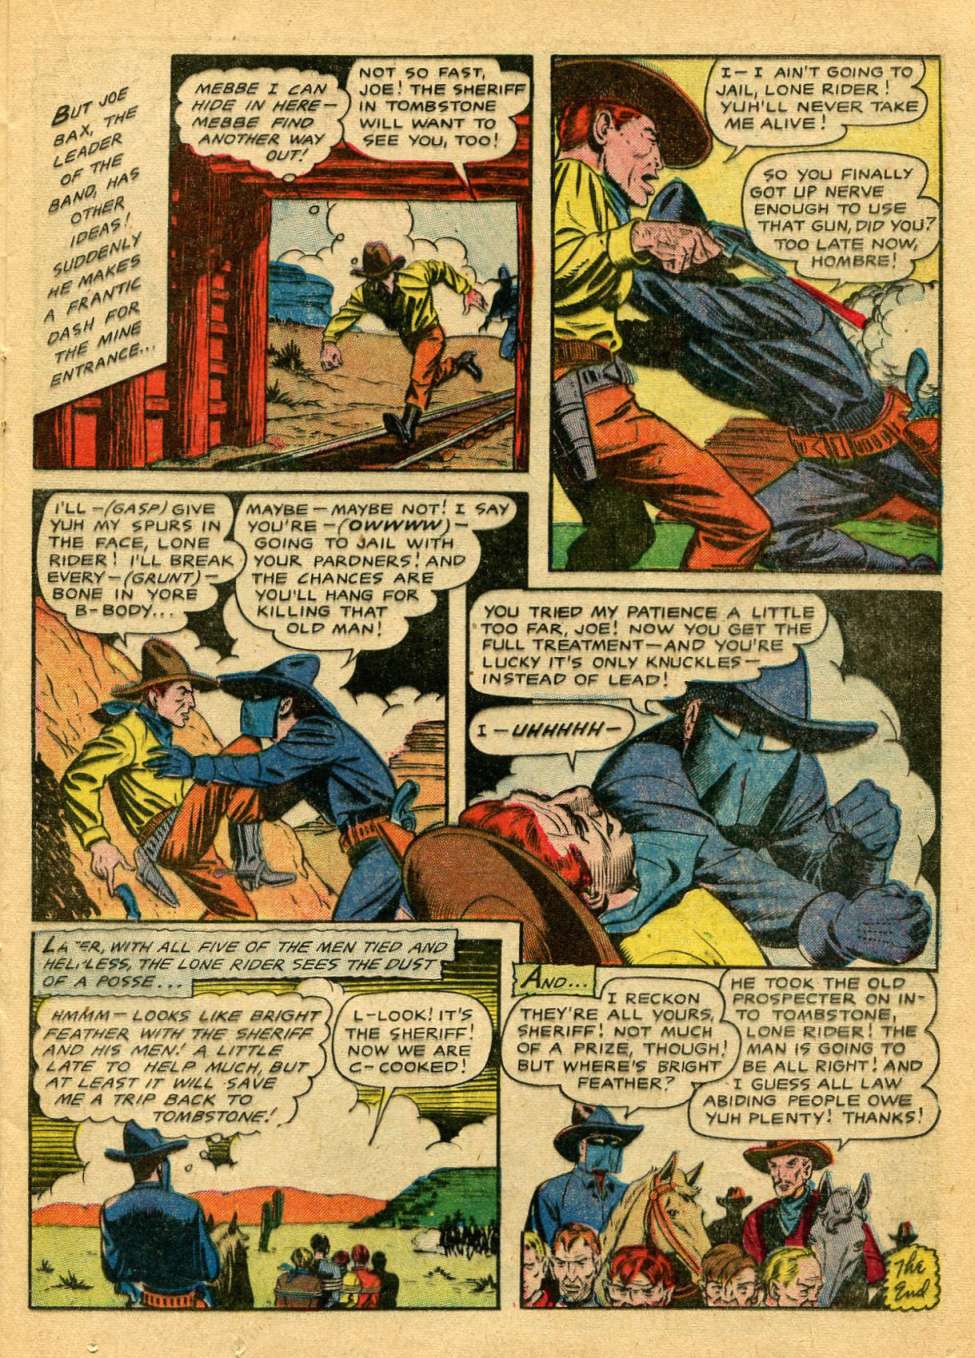 BUT JOE
BAX, THE
LEADER
OF THE
BAND, HAS
OTHER
IDEAS!
SUDDENLY
HE MAKES
A FRANTIC
DASH FOR
THE MINE
ENTRANCE...
MEBBE I CAN
HIDE IN HERE—
MEBBE FIND
ANOTHER WAY
OUT!
NOT SO FAST,
JOE! THE SHERIFF
IN TOMBSTONE
WILL WANT TO
SEE YOU, TOO!
I—I AIN'T GOING TO
JAIL, LONE RIDER!
YUH'LL NEVER TAKE
ME ALIVE!
SO YOU FINALLY
GOT UP NERVE
ENOUGH TO USE
THAT GUN, DID YOU?
TOO LATE NOW,
HOMBRE!
I'LL—(GASP) GIVE
YUH MY SPURS IN
THE FACE, LONE
RIDER! I'LL BREAK
EVERY—(GRUNT)—
BONE IN YORE
B-BODY...
MAYBE—MAYBE NOT! I SAY
YOU'RE—(OWWWW)—
GOING TO JAIL WITH
YOUR PARDNERS! AND
THE CHANCES ARE
YOU'LL HANG FOR
KILLING THAT
OLD MAN!
YOU TRIED MY PATIENCE A LITTLE
TOO FAR, JOE! NOW YOU GET THE
FULL TREATMENT—AND YOU'RE
LUCKY IT'S ONLY KNUCKLES—
INSTEAD OF LEAD!
I—UHHHHH—
LATER, WITH ALL FIVE OF THE MEN TIED AND
HELPLESS, THE LONE RIDER SEES THE DUST
OF A POSSE...
HMMM—LOOKS LIKE BRIGHT
FEATHER WITH THE SHERIFF
AND HIS MEN! A LITTLE
LATE TO HELP MUCH, BUT
AT LEAST IT WILL SAVE
ME A TRIP BACK TO
TOMBSTONE!
L-LOOK! IT'S
THE SHERIFF!
NOW WE ARE
C-COOKED!
AND...
I RECKON
THEY'RE ALL YOURS,
SHERIFF! NOT MUCH
OF A PRIZE, THOUGH!
BUT WHERE'S BRIGHT
FEATHER?
HE TOOK THE OLD
PROSPECTER ON IN-
TO TOMBSTONE,
LONE RIDER! THE
MAN IS GOING TO
BE ALL RIGHT! AND
I GUESS ALL LAW
ABIDING PEOPLE OWE
YUH PLENTY! THANKS!
The
End